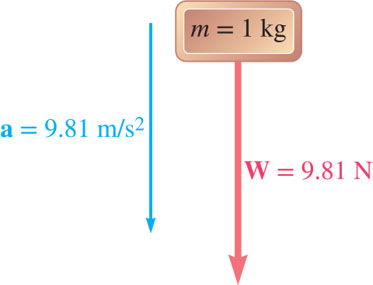 m = 1 kg
a = 9.81 m/s²
W = 9.81 N